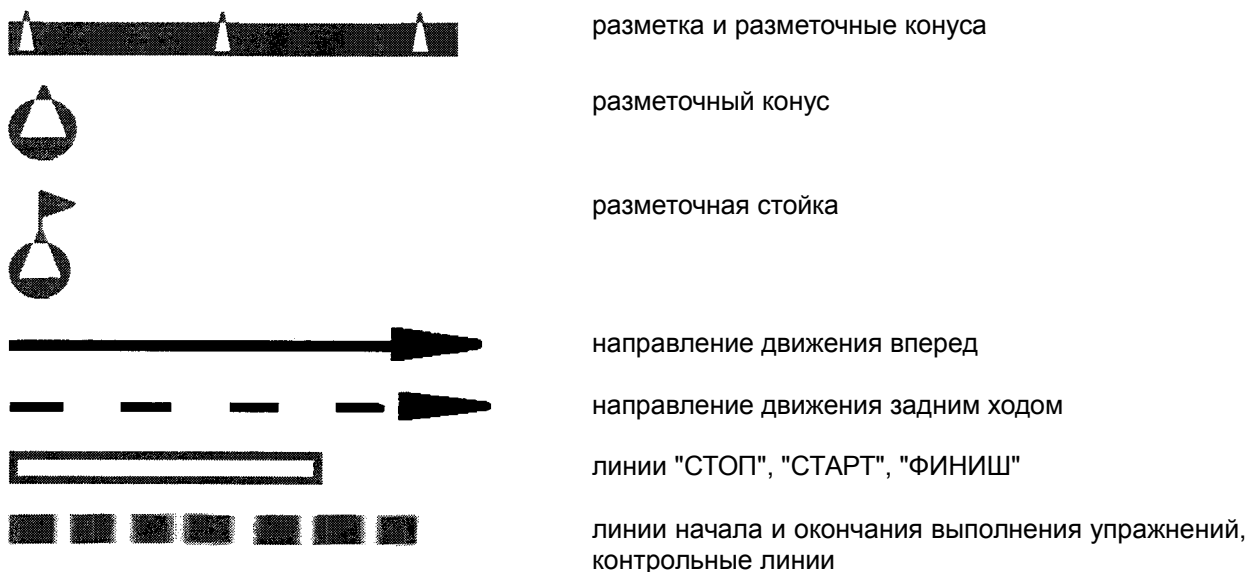 разметка и разметочные конуса
разметочный конус
разметочная стойка
направление движения вперед
направление движения задним ходом
линии "СТОП", "СТАРТ", "ФИНИШ"
линии начала и окончания выполнения упражнений,
контрольные линии